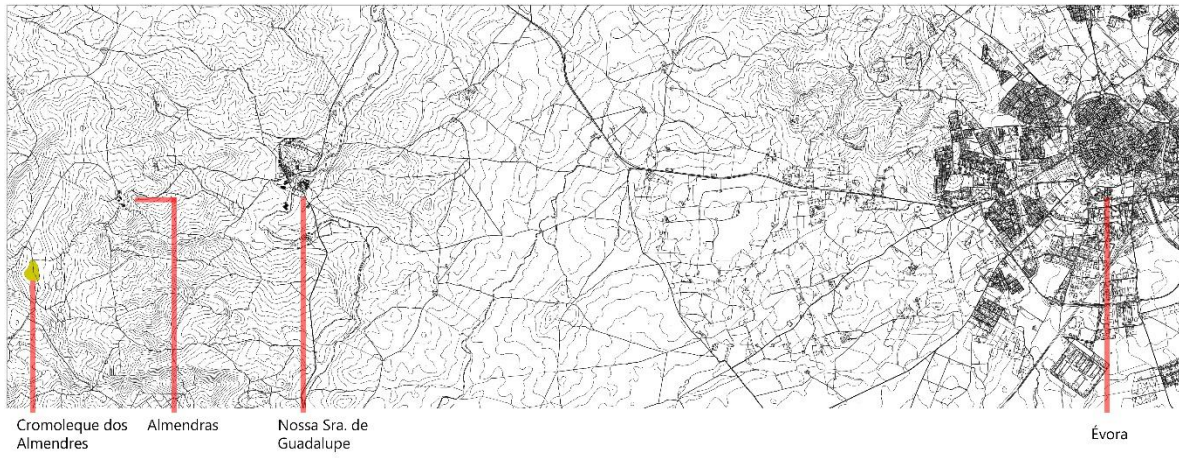 Cromoleque dos
Almendres
Almendras
Nossa Sra. de
Guadalupe
Évora